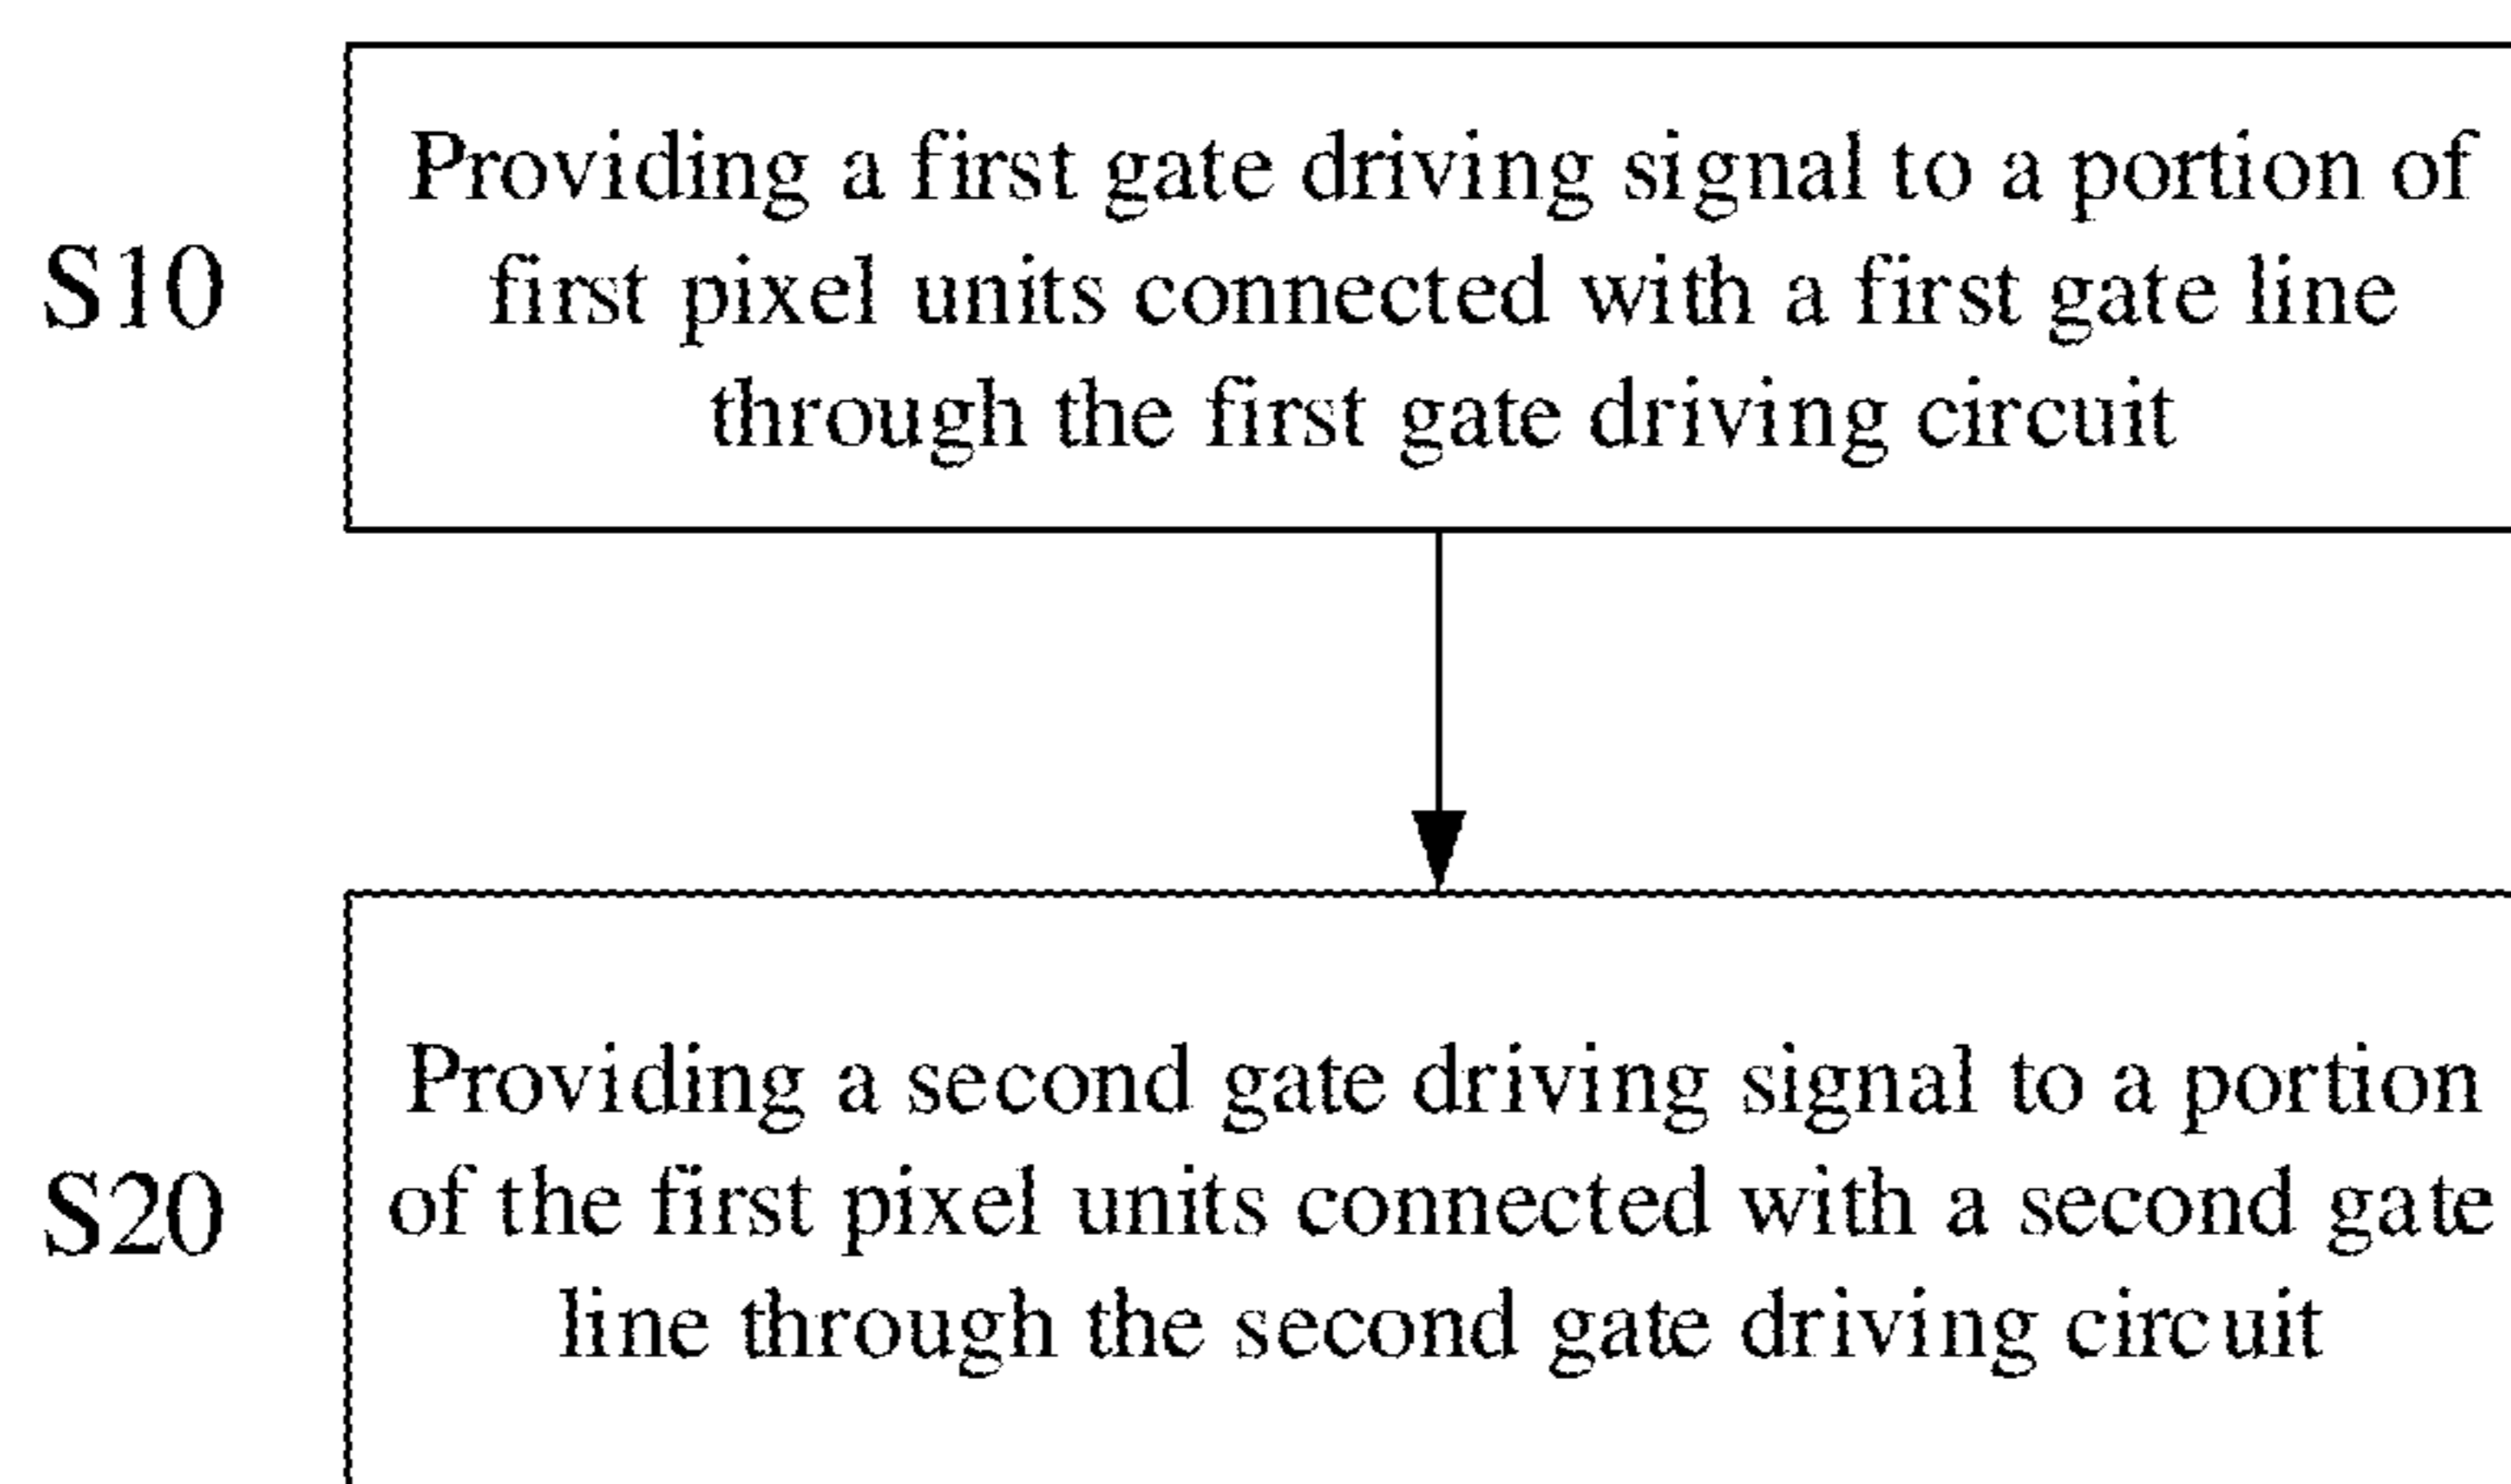 Providing a first gate driving signal to a portion of
S10
first pixel units connected with a first gate line
through the first gate driving circuit
Providing a second gate driving signal to a portion
S20
of the first pixel units connected with a second gate
line through the second gate driving circuit